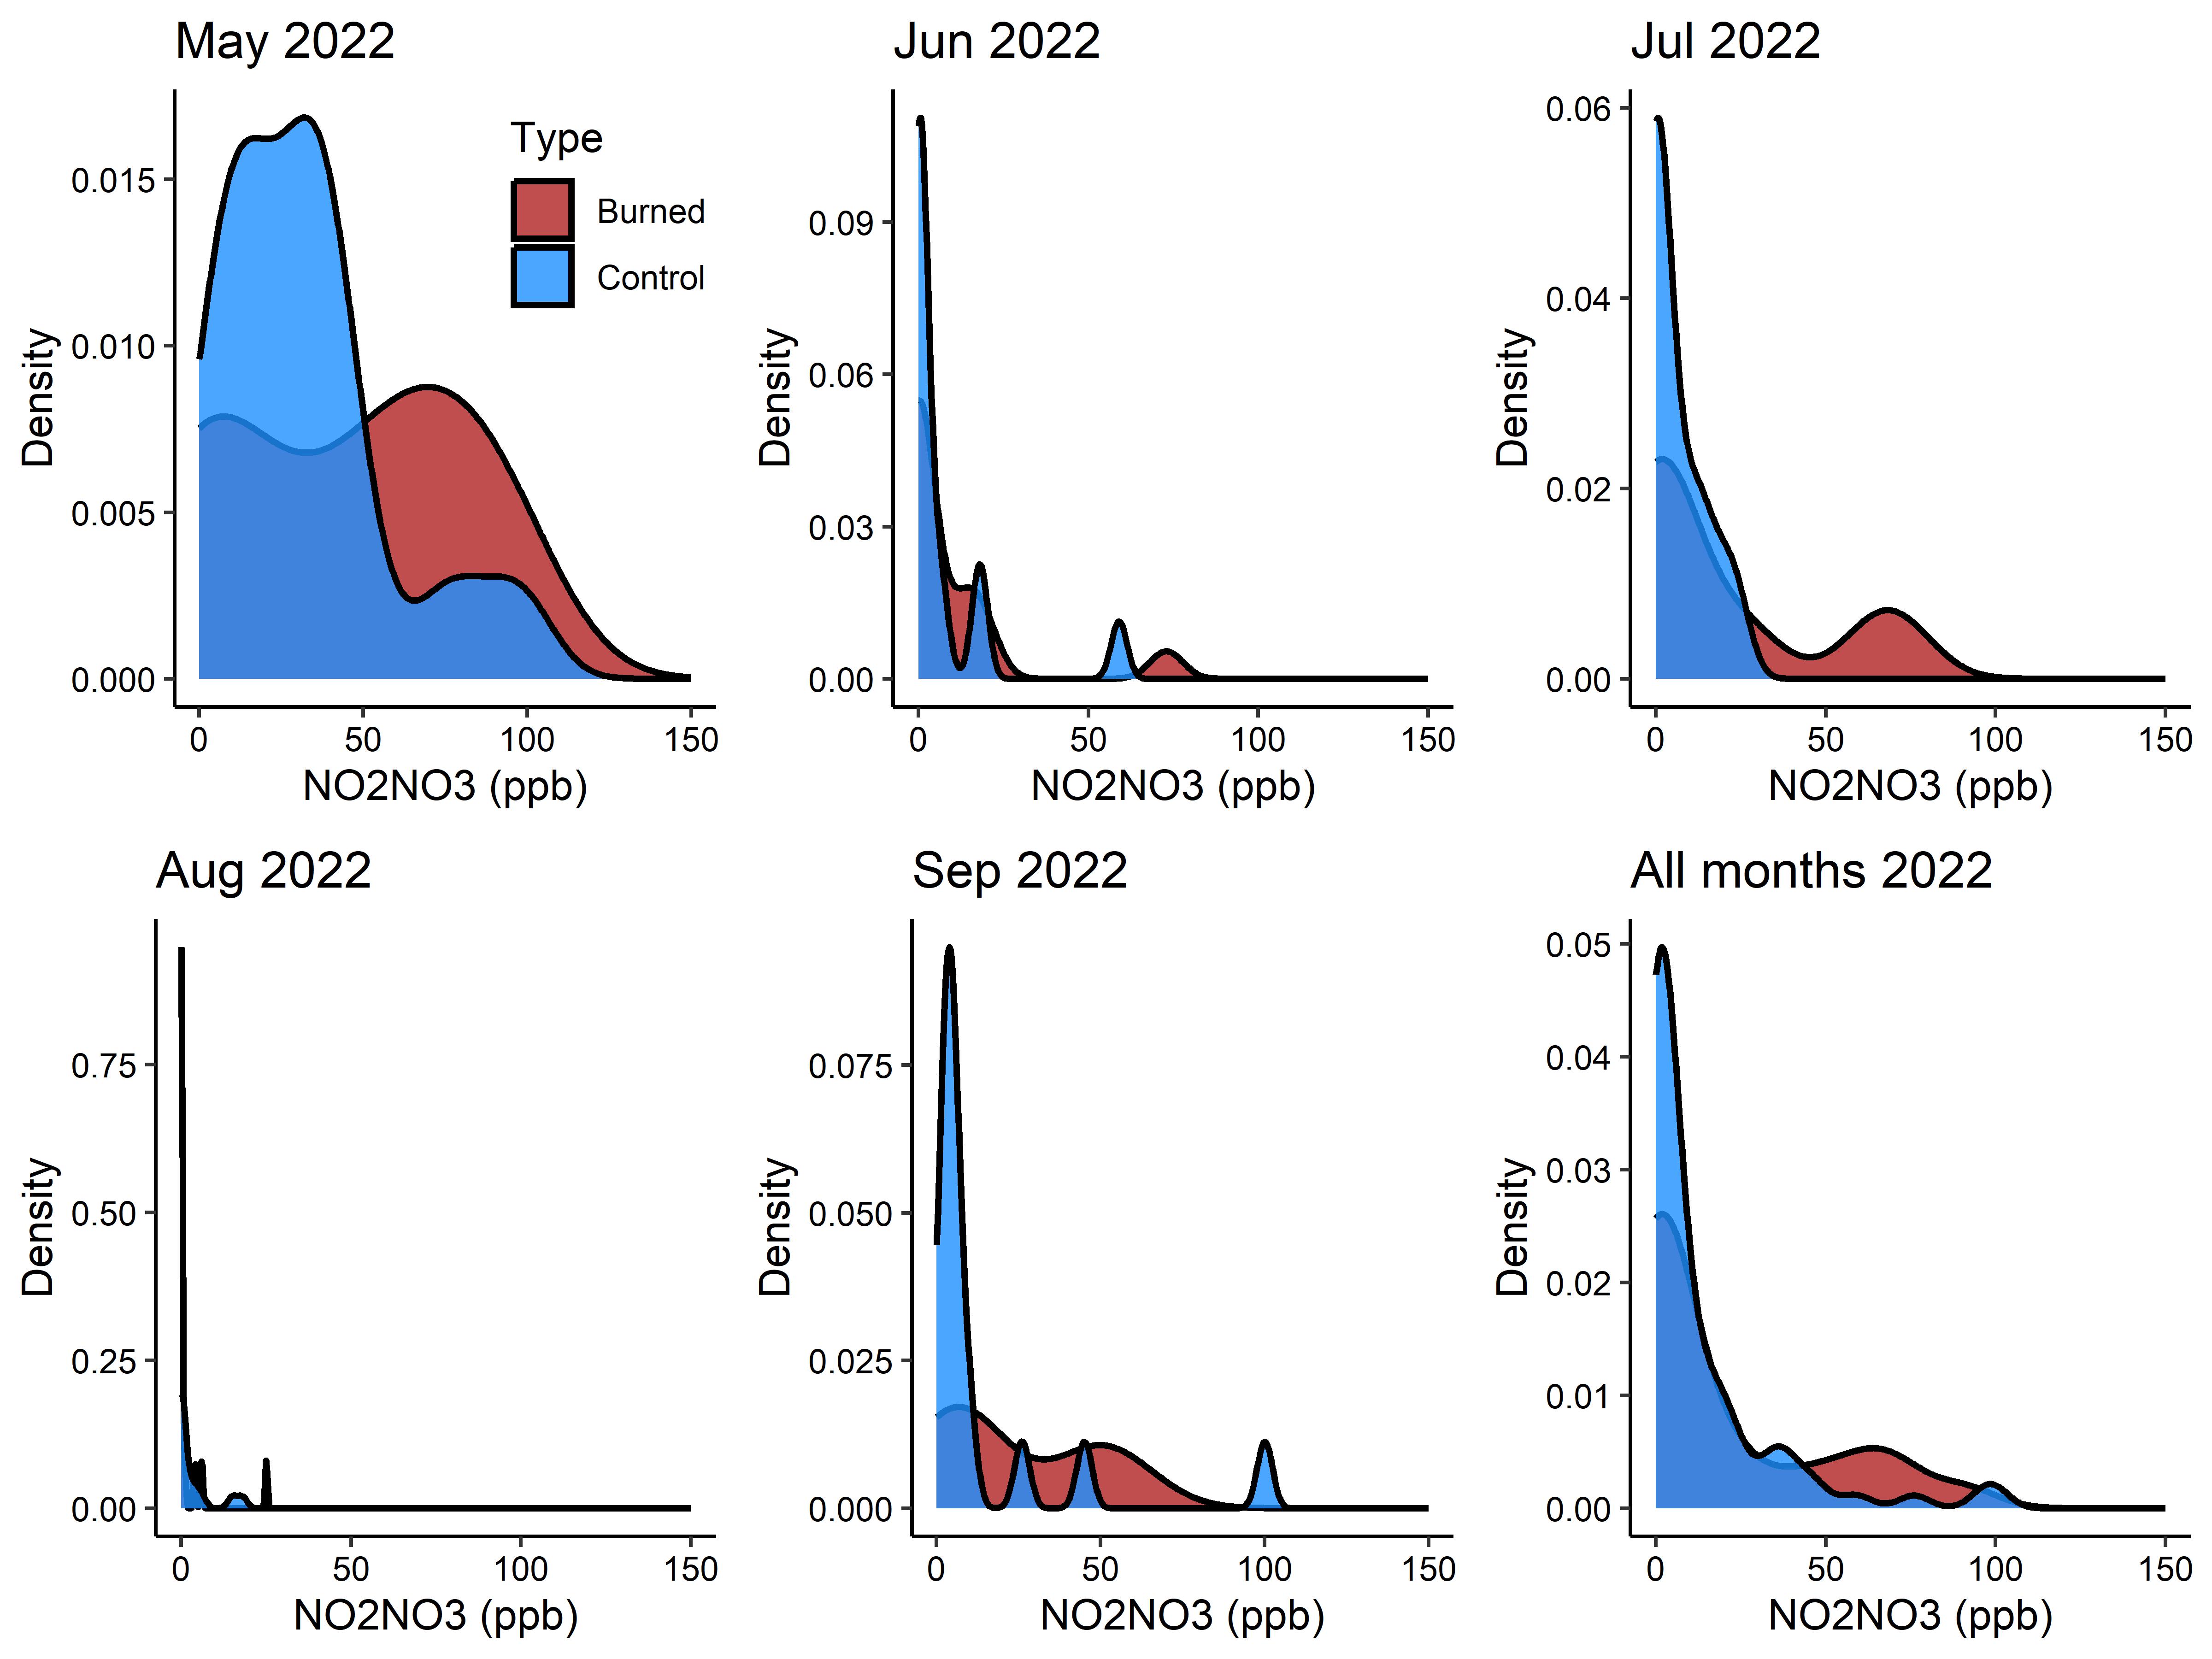 May 2022
Type
Burned
Control
Density
0.015
0.010
0.005
0.000
0
50
100
150
NO2NO3 (ppb)
Jun 2022
Density
0.09
0.06
0.03
0.00
0
50
100
150
NO2NO3 (ppb)
Jul 2022
Density
0.06
0.04
0.02
0.00
0
50
100
150
NO2NO3 (ppb)
Aug 2022
Density
0.75
0.50
0.25
0.00
0
50
100
150
NO2NO3 (ppb)
Sep 2022
Density
0.075
0.050
0.025
0.000
0
50
100
150
NO2NO3 (ppb)
All months 2022
Density
0.05
0.04
0.03
0.02
0.01
0.00
0
50
100
150
NO2NO3 (ppb)